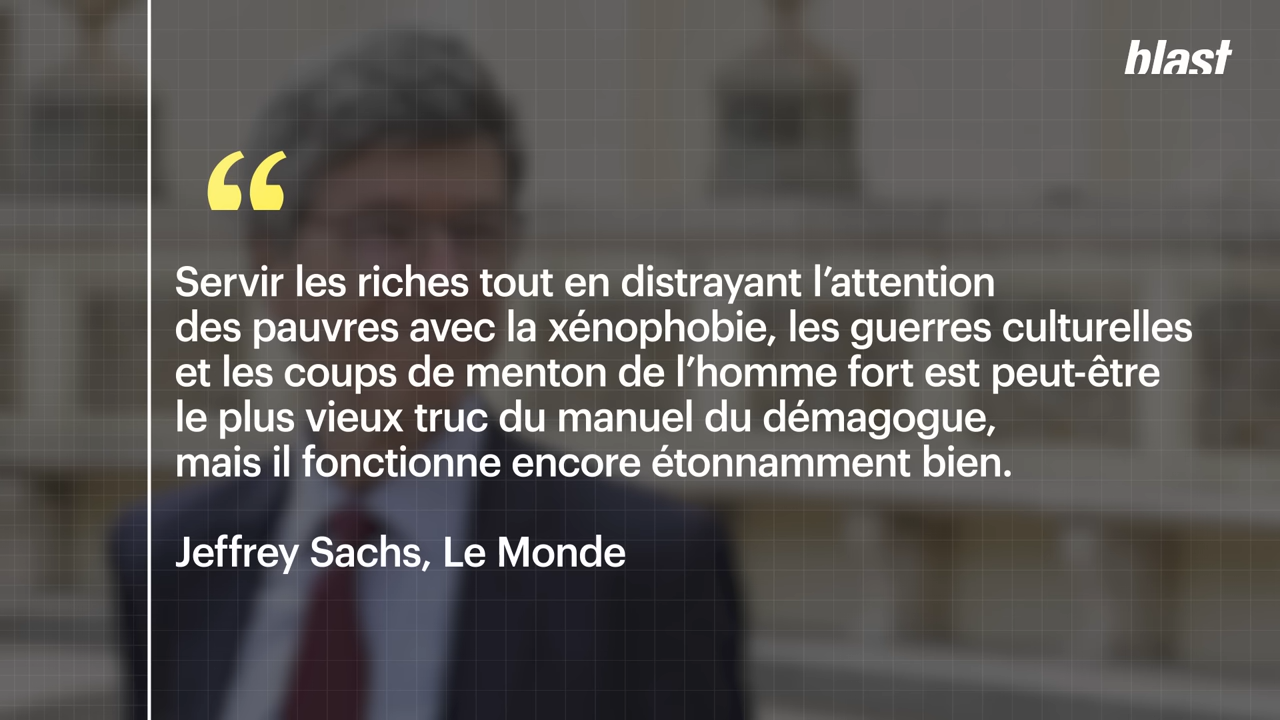 blast
“
Servir les riches tout en distrayant l’attention
des pauvres avec la xénophobie, les guerres culturelles
et les coups de menton de l’homme fort est peut-être
le plus vieux truc du manuel du démagogue,
mais il fonctionne encore étonnamment bien.
Jeffrey Sachs, Le Monde